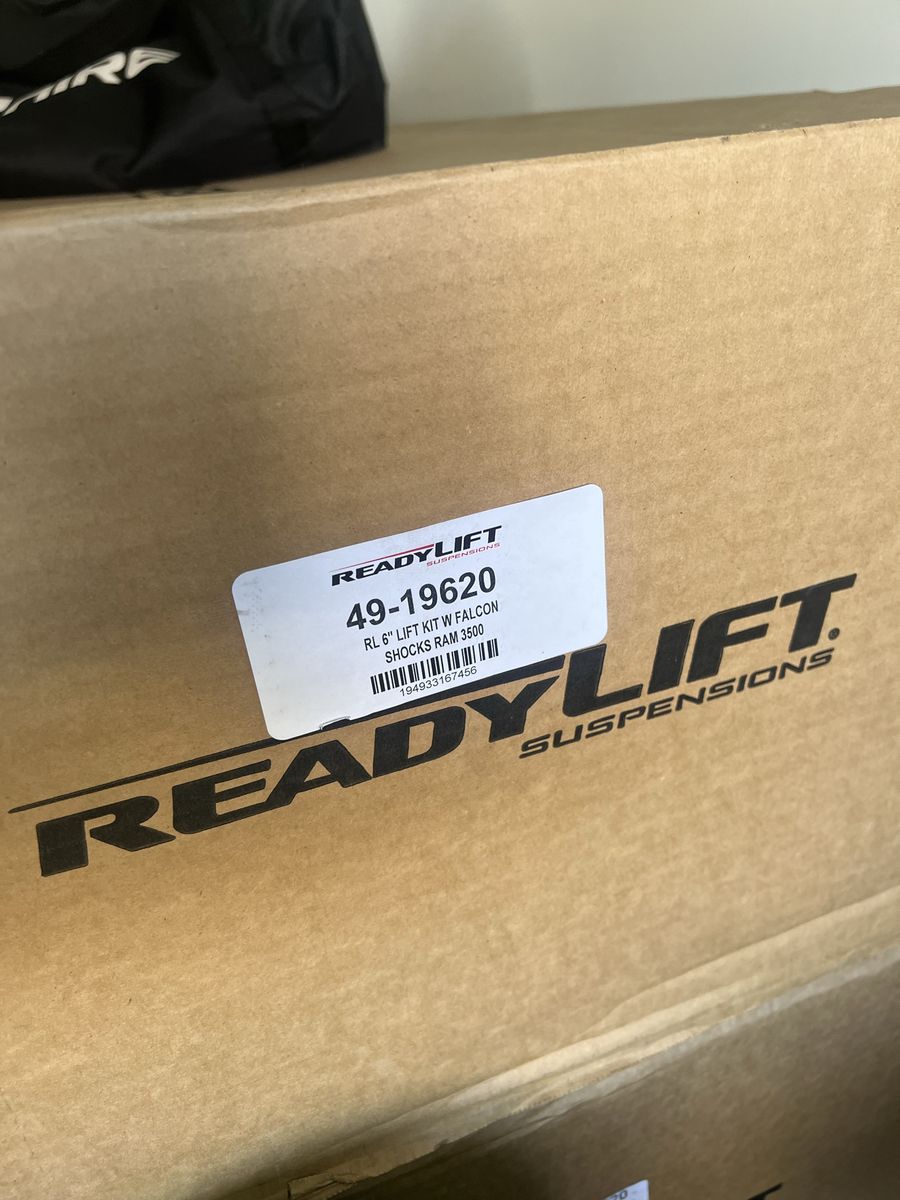 READYLIFT
SUSPENSIONS
49-19620
RL 6" LIFT KIT W FALCON
SHOCKS RAM 3500
194933167456
READYLIFT.
SUSPENSIONS